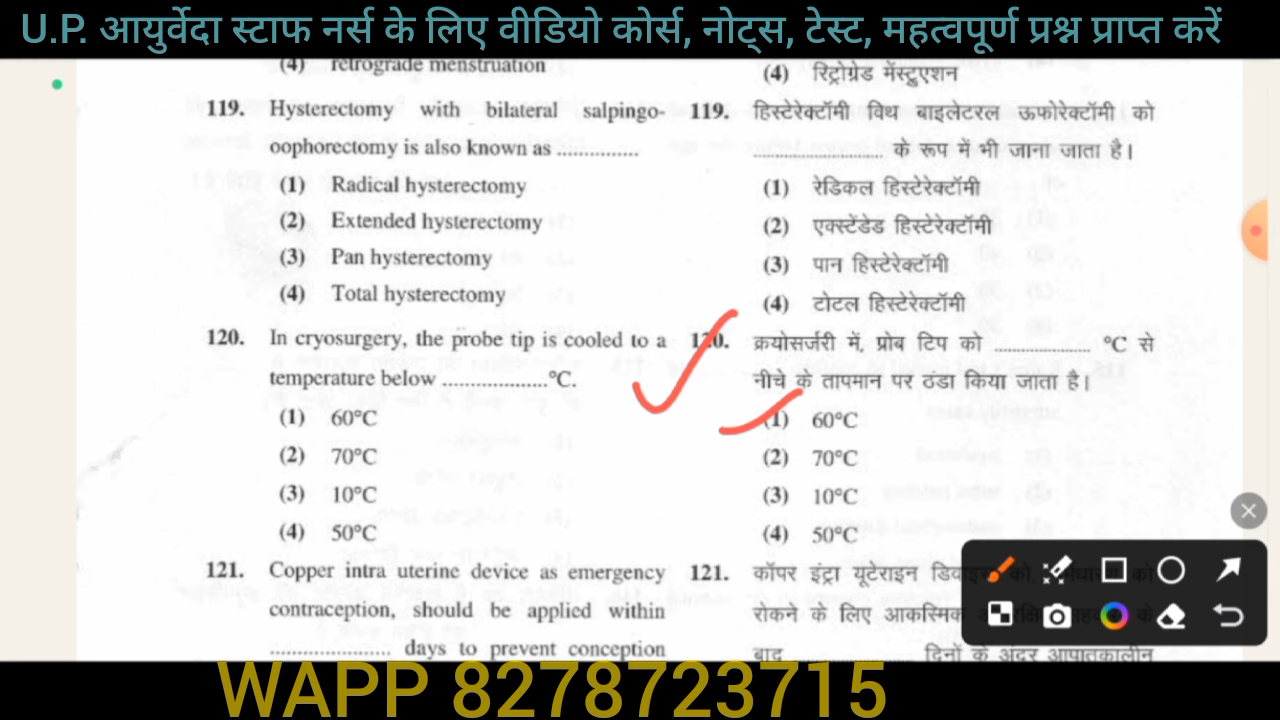 U.P. आयुर्वेदा स्टाफ नर्स के लिए वीडियो कोर्स, नोट्स, टेस्ट, महत्वपूर्ण प्रश्न प्राप्त करें
(4) retrograde menstruation
119. Hysterectomy with bilateral salpingo-
oophorectomy is also known as ...............
(1) Radical hysterectomy
(2) Extended hysterectomy
(3) Pan hysterectomy
(4) Total hysterectomy
120. In cryosurgery, the probe tip is cooled to a
temperature below ...................°C.
(1) 60°C
(2) 70°C
(3) 10°C
(4) 50°C
121. Copper intra uterine device as emergency
contraception, should be applied within
...................... days to prevent conception
(4) रिट्रोग्रेड मेंस्ट्रुएशन
119. हिस्टेरेक्टॉमी विथ बाइलेटरल ऊफोरेक्टॉमी को
........................ के रूप में भी जाना जाता है।
(1) रेडिकल हिस्टेरेक्टॉमी
(2) एक्स्टेंडेड हिस्टेरेक्टॉमी
(3) पान हिस्टेरेक्टॉमी
(4) टोटल हिस्टेरेक्टॉमी
120. क्रयोसर्जरी में, प्रोब टिप को .................. °C से
नीचे के तापमान पर ठंडा किया जाता है।
(1) 60°C
(2) 70°C
(3) 10°C
(4) 50°C
121. कॉपर इंट्रा यूटेराइन को
रोकने के लिए आकस्मिक के
बाद ...................... दिनों के अंदर आपातकालीन
WAPP 8278723715